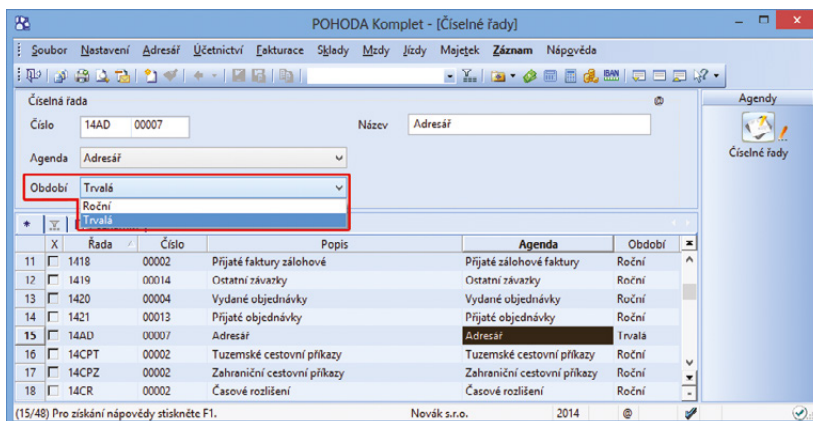 POHODA Komplet - [Číselné řady]
Soubor Nastavení Adresář Účetnictví Fakturace Sklady Mzdy Jízdy Majetek Záznam Nápověda
Číselná řada
Číslo 14AD 00007 Název Adresář
Agenda Adresář
Období Trvalá
Roční
Trvalá
X Řada Číslo Popis Agenda Období
11 1418 00002 Přijaté faktury zálohové Přijaté zálohové faktury Roční
12 1419 00014 Ostatní závazky Ostatní závazky Roční
13 1420 00004 Vydané objednávky Vydané objednávky Roční
14 1421 00013 Přijaté objednávky Přijaté objednávky Roční
15 14AD 00007 Adresář Adresář Trvalá
16 14CPT 00002 Tuzemské cestovní příkazy Tuzemské cestovní příkazy Roční
17 14CPZ 00002 Zahraniční cestovní příkazy Zahraniční cestovní příkazy Roční
18 14CR 00002 Časové rozlišení Časové rozlišení Roční
(15/48) Pro získání nápovědy stiskněte F1. Novák s.r.o. 2014 @
Agendy
Číselné řady